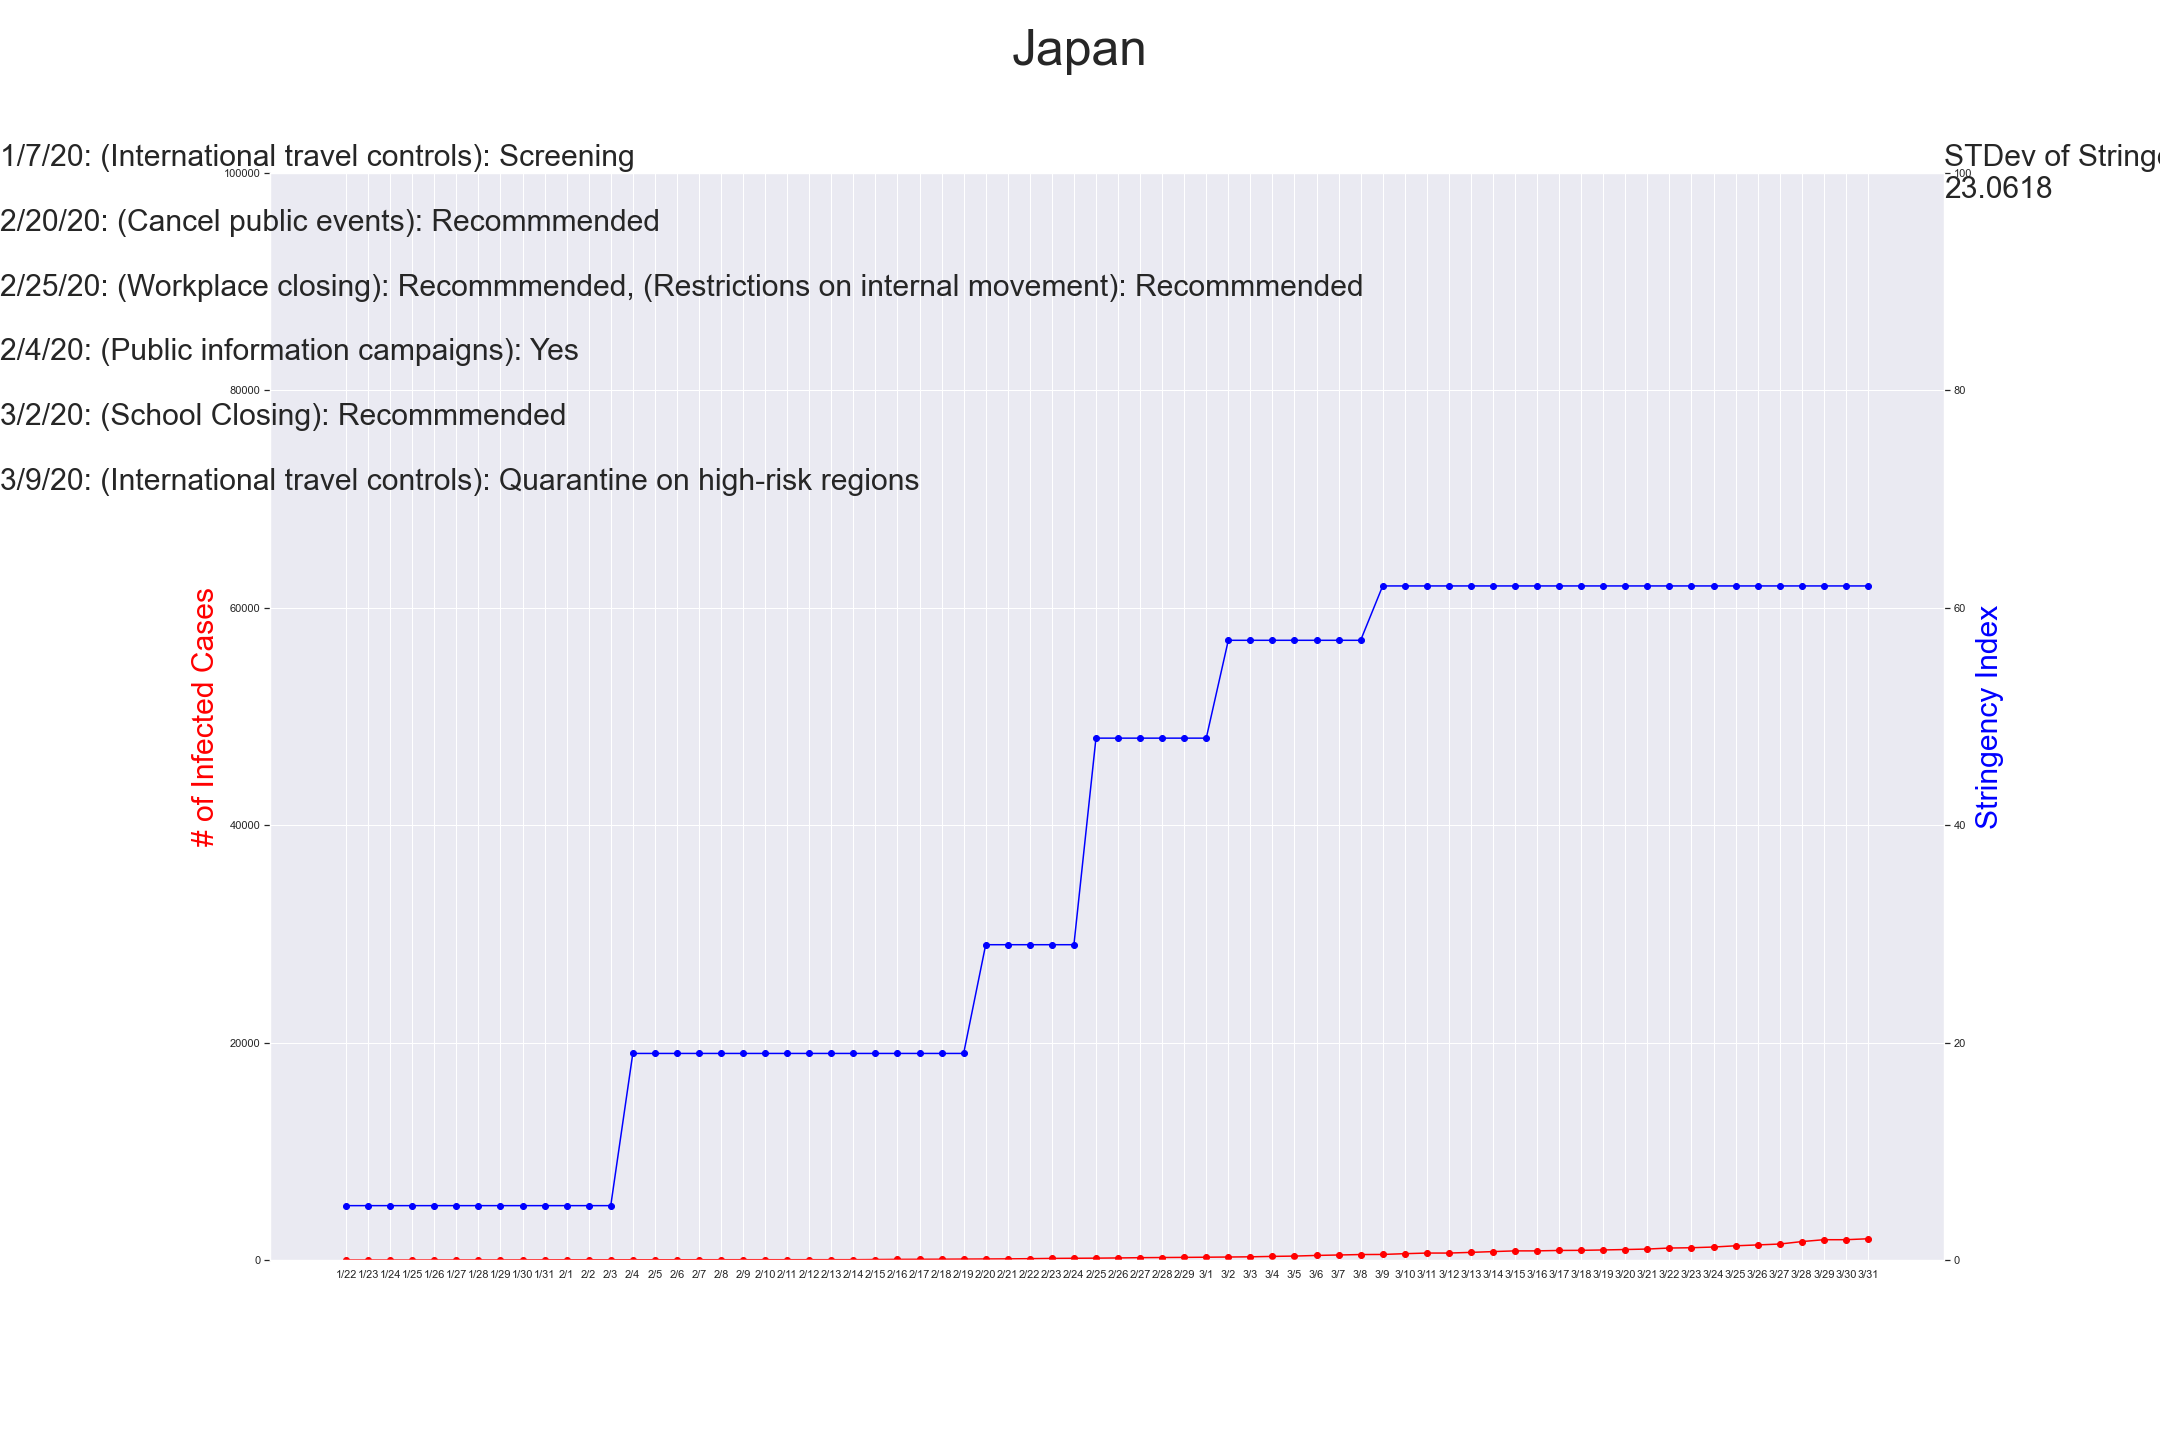 Japan
1/7/20: (International travel controls): Screening
STDev of Stringe
23.0618
2/20/20: (Cancel public events): Recommmended
2/25/20: (Workplace closing): Recommmended, (Restrictions on internal movement): Recommmended
2/4/20: (Public information campaigns): Yes
3/2/20: (School Closing): Recommmended
3/9/20: (International travel controls): Quarantine on high-risk regions
# of Infected Cases
100000
80000
60000
40000
20000
0
Stringency Index
100
80
60
40
20
0
1/22 1/23 1/24 1/25 1/26 1/27 1/28 1/29 1/30 1/31 2/1 2/2 2/3 2/4 2/5 2/6 2/7 2/8 2/9 2/10 2/11 2/12 2/13 2/14 2/15 2/16 2/17 2/18 2/19 2/20 2/21 2/22 2/23 2/24 2/25 2/26 2/27 2/28 2/29 3/1 3/2 3/3 3/4 3/5 3/6 3/7 3/8 3/9 3/10 3/11 3/12 3/13 3/14 3/15 3/16 3/17 3/18 3/19 3/20 3/21 3/22 3/23 3/24 3/25 3/26 3/27 3/28 3/29 3/30 3/31